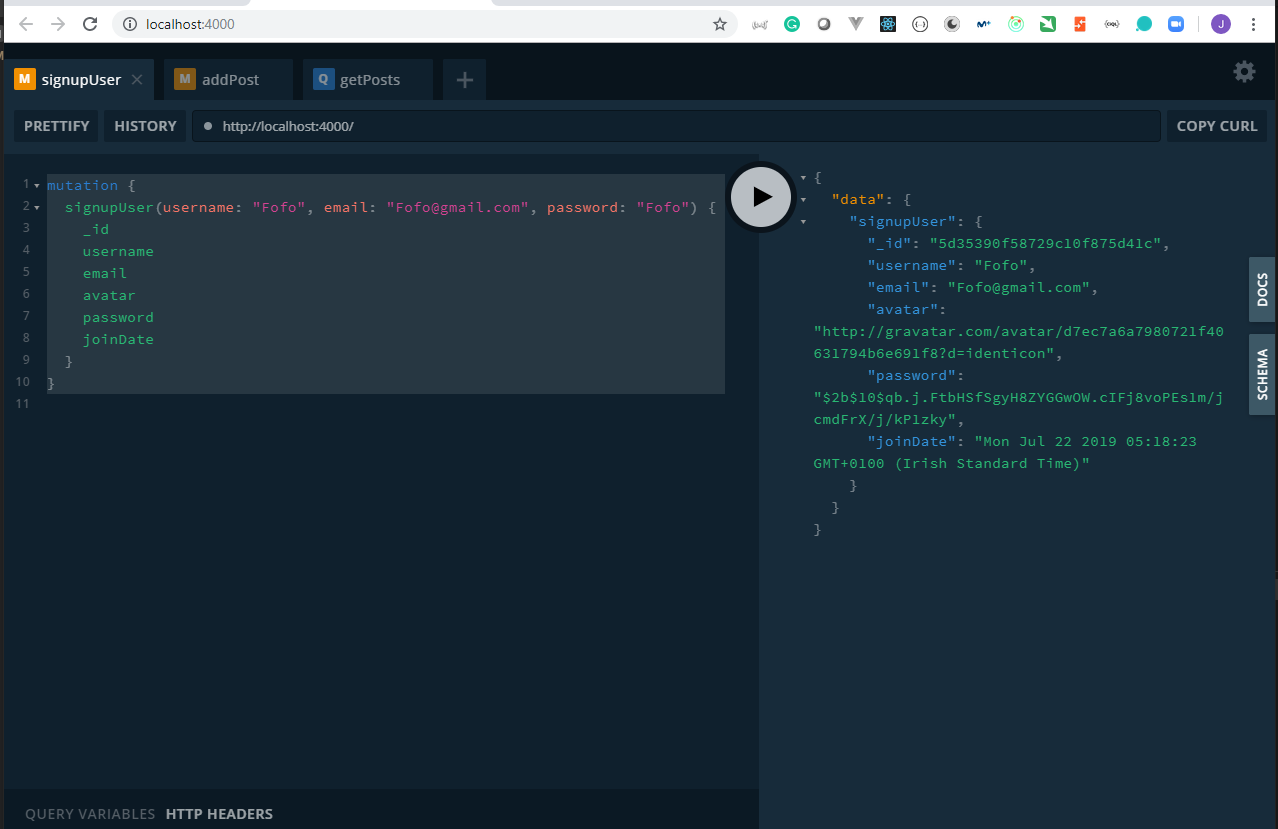 localhost:4000
J
M signupUser
M addPost
Q getPosts
PRETTIFY
HISTORY
http://localhost:4000/
COPY CURL
1 mutation {
2 signupUser(username: "Fofo", email: "Fofo@gmail.com", password: "Fofo") {
3 _id
4 username
5 email
6 avatar
7 password
8 joinDate
9 }
10 }
11
{
"data": {
"signupUser": {
"_id": "5d35390f58729c10f875d41c",
"username": "Fofo",
"email": "Fofo@gmail.com",
"avatar":
"http://gravatar.com/avatar/d7ec7a6a7980721f40
631794b6e691f8?d=identicon",
"password":
"$2b$10$qb.j.FtbHSfSgyH8ZYGGwOW.cIFj8voPEslm/j
cmdFrX/j/kPlzky",
"joinDate": "Mon Jul 22 2019 05:18:23
GMT+0100 (Irish Standard Time)"
}
}
}
DOCS
SCHEMA
QUERY VARIABLES
HTTP HEADERS